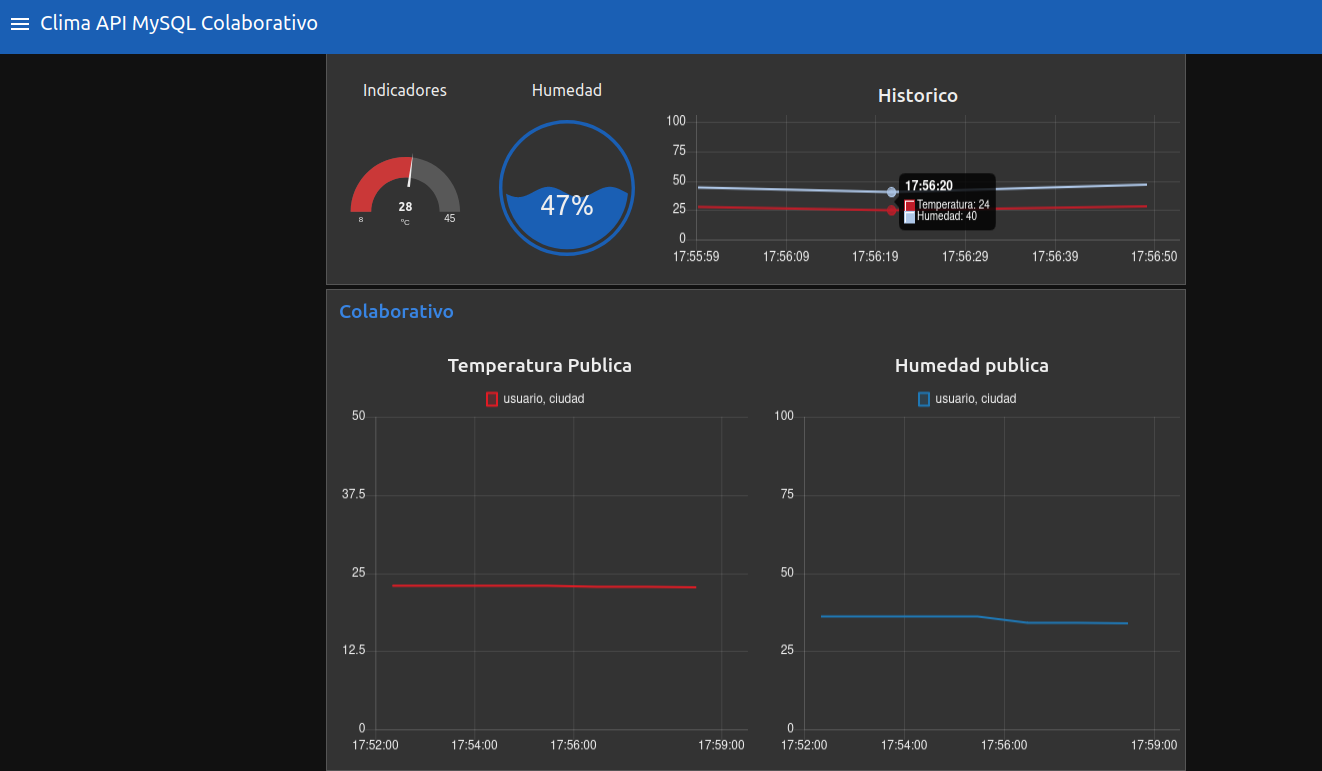 Clima API MySQL Colaborativo
Indicadores
28
°C
8
45
Humedad
47%
Historico
100
75
50
25
0
17:56:20
Temperatura: 24
Humedad: 40
17:55:59 17:56:09 17:56:19 17:56:29 17:56:39 17:56:50
Colaborativo
Temperatura Publica
usuario, ciudad
50
37.5
25
12.5
0
17:52:00 17:54:00 17:56:00 17:59:00
Humedad publica
usuario, ciudad
100
75
50
25
0
17:52:00 17:54:00 17:56:00 17:59:00